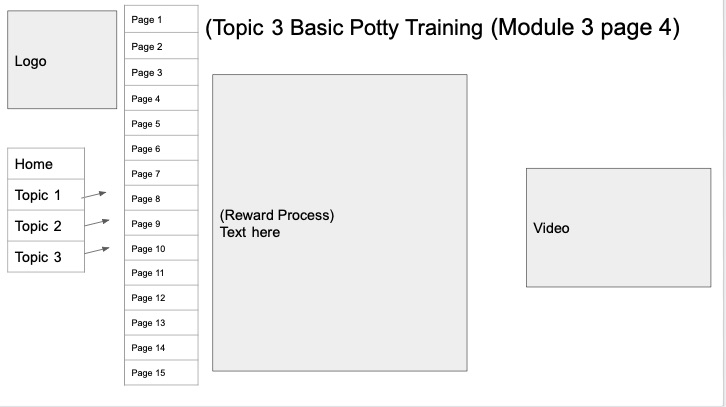 Logo
Home
Topic 1
Topic 2
Topic 3
Page 1
Page 2
Page 3
Page 4
Page 5
Page 6
Page 7
Page 8
Page 9
Page 10
Page 11
Page 12
Page 13
Page 14
Page 15
(Topic 3 Basic Potty Training (Module 3 page 4)
(Reward Process)
Text here
Video